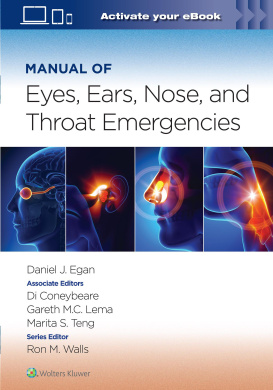 Activate your eBook
MANUAL OF
Eyes, Ears, Nose, and
Throat Emergencies
Daniel J. Egan
Associate Editors
Di Coneybeare
Gareth M.C. Lema
Marita S. Teng
Series Editor
Ron M. Walls
Wolters Kluwer